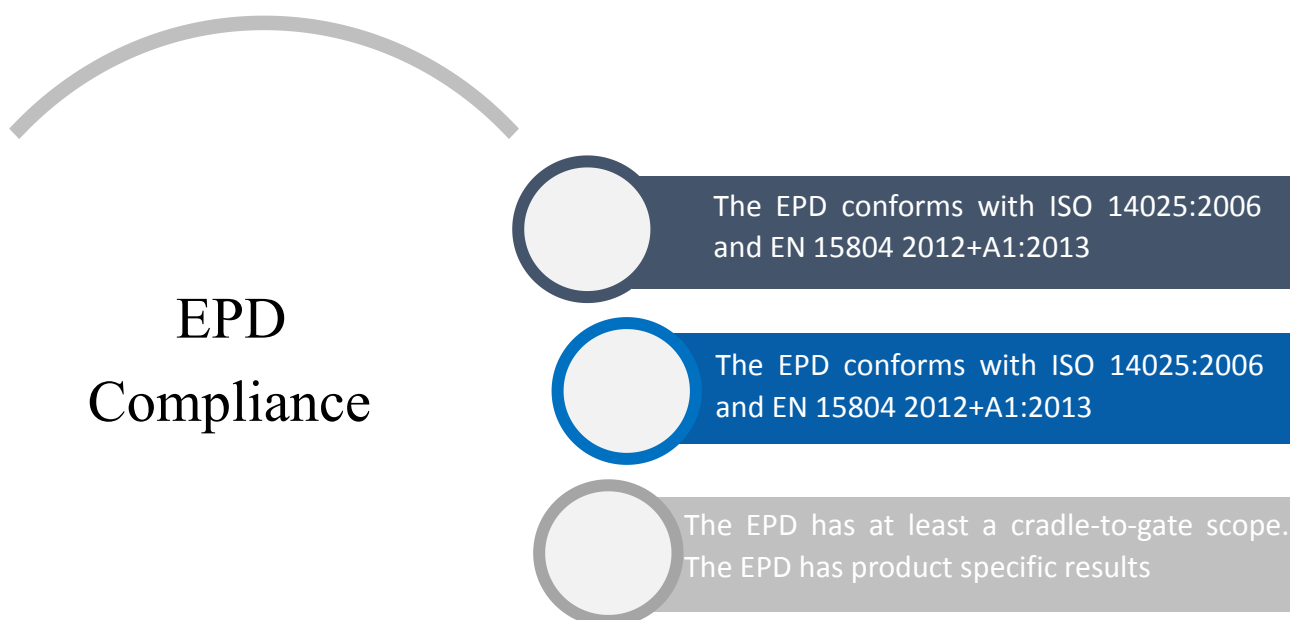 EPD
Compliance
The EPD conforms with ISO 14025:2006
and EN 15804 2012+A1:2013
The EPD conforms with ISO 14025:2006
and EN 15804 2012+A1:2013
The EPD has at least a cradle-to-gate scope.
The EPD has product specific results